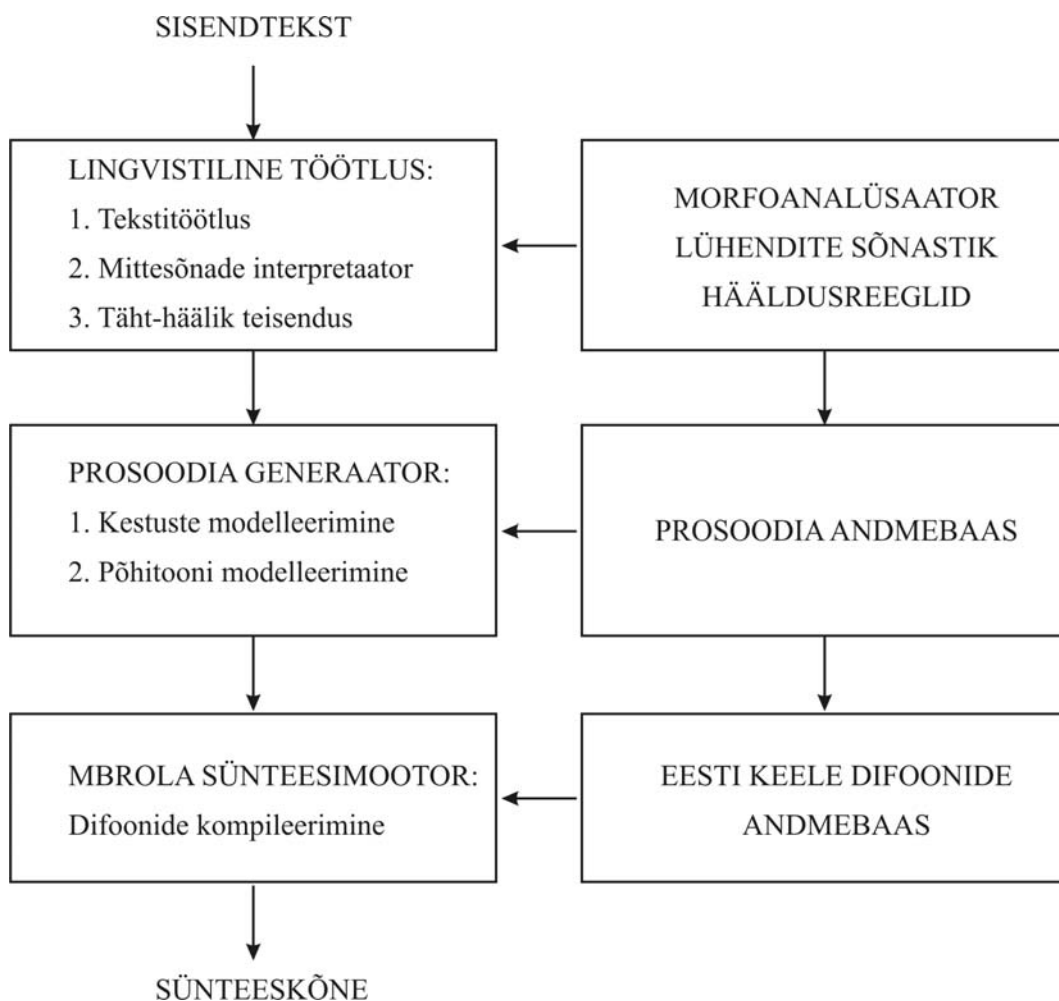 SISENDTEKST
LINGVISTILINE TÖÖTLUS:
1. Tekstitöötlus
2. Mittesõnade interpretaator
3. Täht-häälik teisendus
MORFOANALÜSAATOR
LÜHENDITE SÕNASTIK
HÄÄLDUSREEGLID
PROSOODIA GENERAATOR:
1. Kestuste modelleerimine
2. Põhitooni modelleerimine
PROSOODIA ANDMEBAAS
MBROLA SÜNTEESIMOOTOR:
Difoonide kompileerimine
EESTI KEELE DIFOONIDE
ANDMEBAAS
SÜNTEESKÕNE